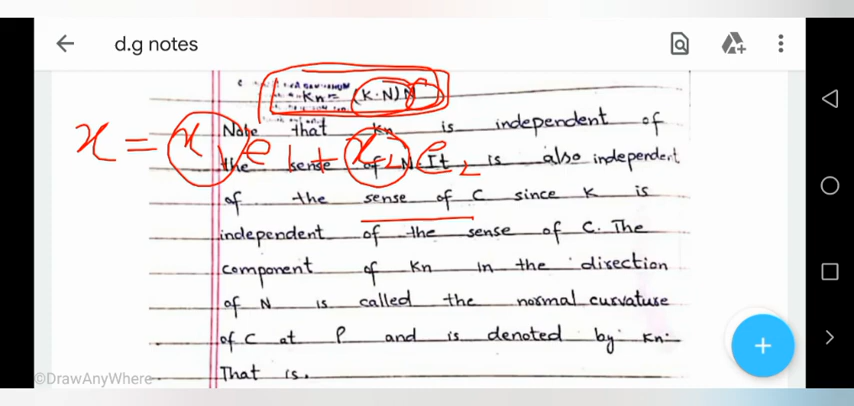 d.g notes
Kn = (K·N)N
x = x₁e₁ + x₂e₂
Note that Kn is independent of
the sense of N. It is also independent
of the sense of C since K is
independent of the sense of C. The
component of Kn in the direction
of N is called the normal curvature
of C at P and is denoted by Kn.
That is.
©DrawAnyWhere